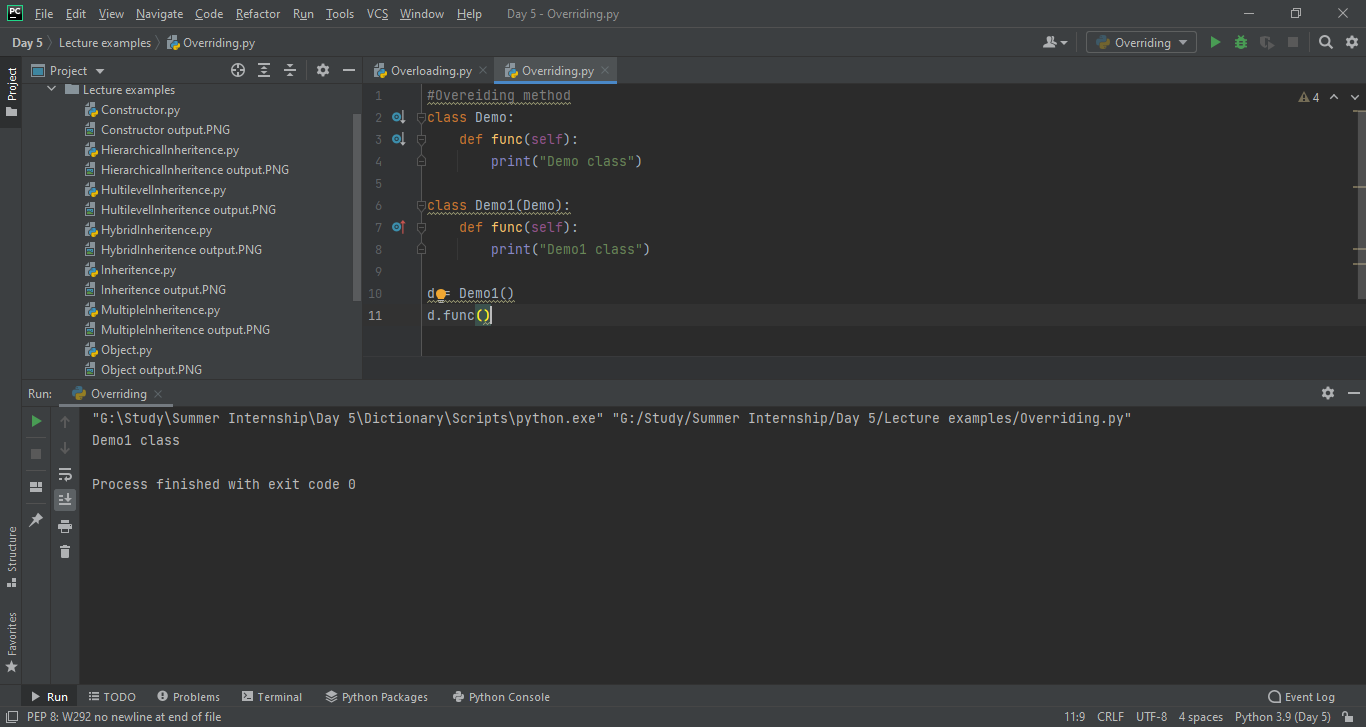 PC File Edit View Navigate Code Refactor Run Tools VCS Window Help Day 5 - Overriding.py
Day 5 Lecture examples Overriding.py Overriding
Project
Project
Lecture examples
Constructor.py
Constructor output.PNG
HierarchicalInheritence.py
HierarchicalInheritence output.PNG
HultilevelInheritence.py
HultilevelInheritence output.PNG
HybridInheritence.py
HybridInheritence output.PNG
Inheritence.py
Inheritence output.PNG
MultipleInheritence.py
MultipleInheritence output.PNG
Object.py
Object output.PNG
Overloading.py Overriding.py
4
1 #Overeiding method
2 class Demo:
3 def func(self):
4 print("Demo class")
5
6 class Demo1(Demo):
7 def func(self):
8 print("Demo1 class")
9
10 d = Demo1()
11 d.func()
Run: Overriding
"G:\Study\Summer Internship\Day 5\Dictionary\Scripts\python.exe" "G:/Study/Summer Internship/Day 5/Lecture examples/Overriding.py"
Demo1 class
Process finished with exit code 0
Structure
Favorites
Run TODO Problems Terminal Python Packages Python Console Event Log
PEP 8: W292 no newline at end of file 11:9 CRLF UTF-8 4 spaces Python 3.9 (Day 5)